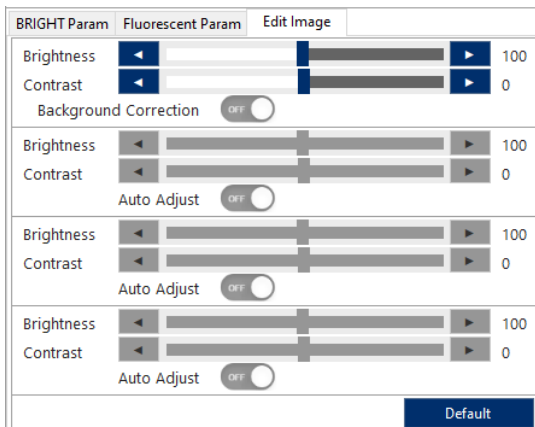 BRIGHT Param Fluorescent Param Edit Image
Brightness 100
Contrast 0
Background Correction OFF
Brightness 100
Contrast 0
Auto Adjust OFF
Brightness 100
Contrast 0
Auto Adjust OFF
Brightness 100
Contrast 0
Auto Adjust OFF
Default